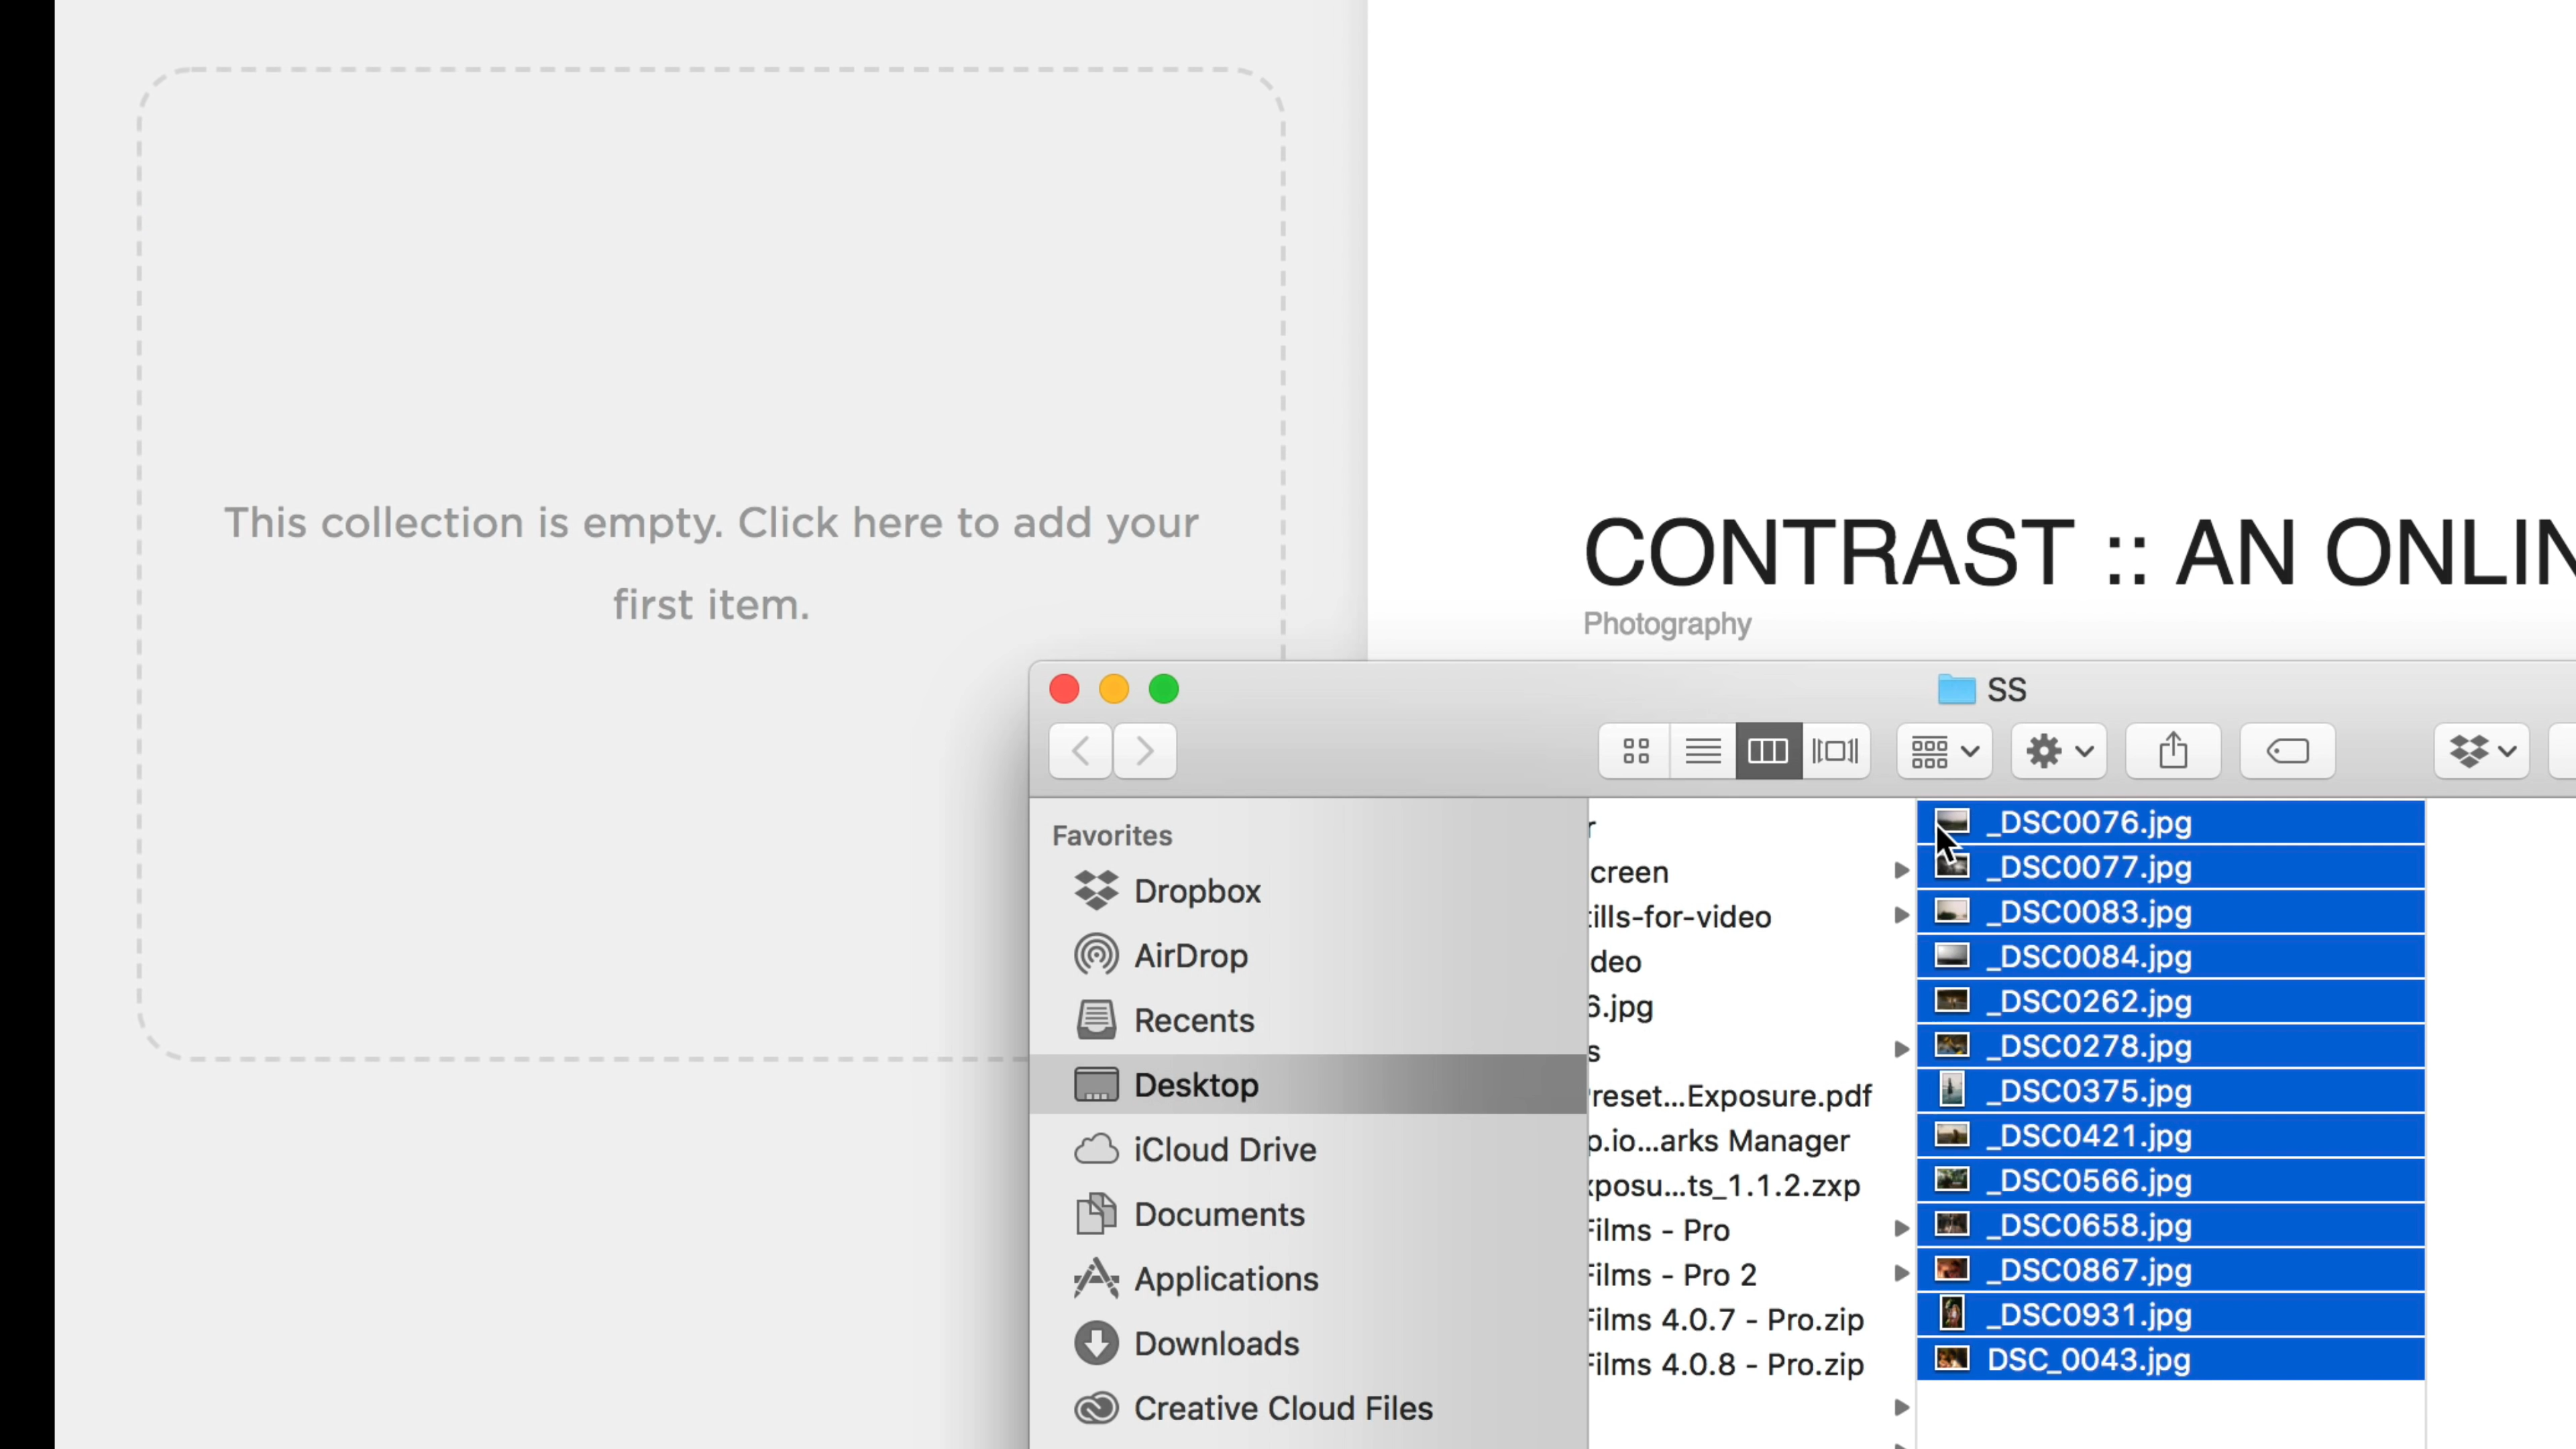 This collection is empty. Click here to add your
first item.
CONTRAST :: AN ONLIN
Photography
SS
Favorites
Dropbox
AirDrop
Recents
Desktop
iCloud Drive
Documents
Applications
Downloads
Creative Cloud Files
r
creen
tills-for-video
deo
6.jpg
s
reset...Exposure.pdf
p.io...arks Manager
xposu...ts_1.1.2.zxp
Films - Pro
Films - Pro 2
Films 4.0.7 - Pro.zip
Films 4.0.8 - Pro.zip
_DSC0076.jpg
_DSC0077.jpg
_DSC0083.jpg
_DSC0084.jpg
_DSC0262.jpg
_DSC0278.jpg
_DSC0375.jpg
_DSC0421.jpg
_DSC0566.jpg
_DSC0658.jpg
_DSC0867.jpg
_DSC0931.jpg
DSC_0043.jpg